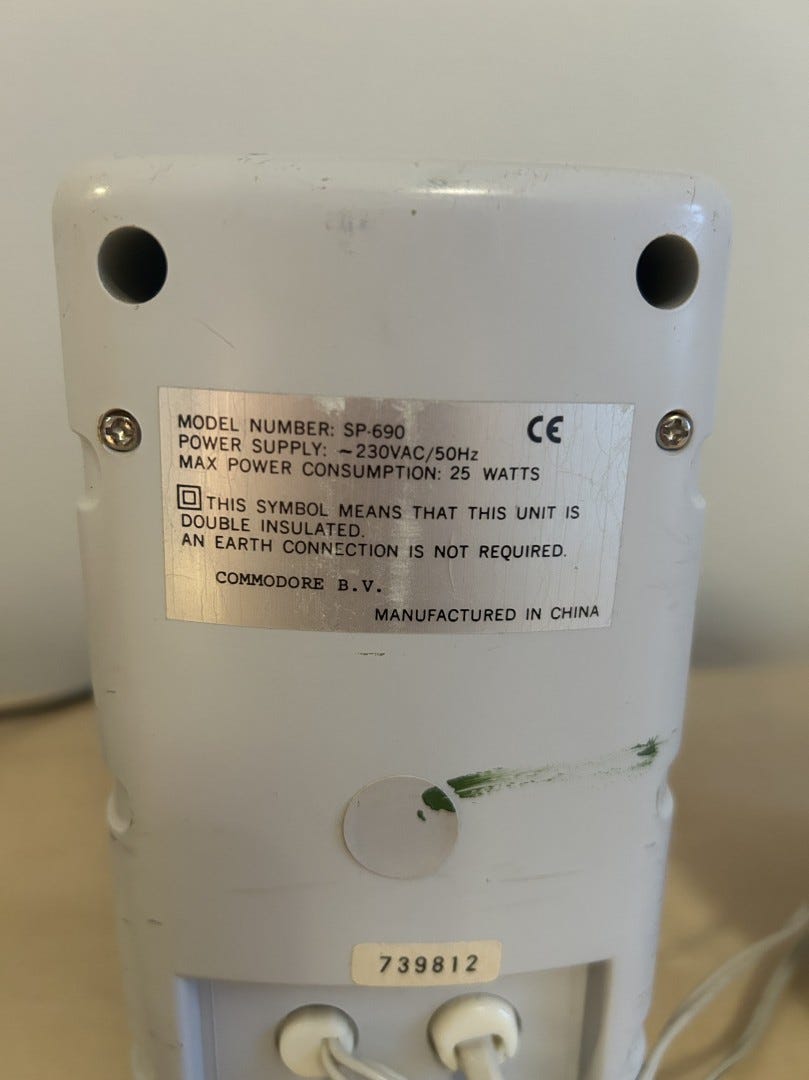 MODEL NUMBER: SP-690 CE
POWER SUPPLY: ~230VAC/50Hz
MAX POWER CONSUMPTION: 25 WATTS
THIS SYMBOL MEANS THAT THIS UNIT IS
DOUBLE INSULATED.
AN EARTH CONNECTION IS NOT REQUIRED.
COMMODORE B.V.
MANUFACTURED IN CHINA
739812